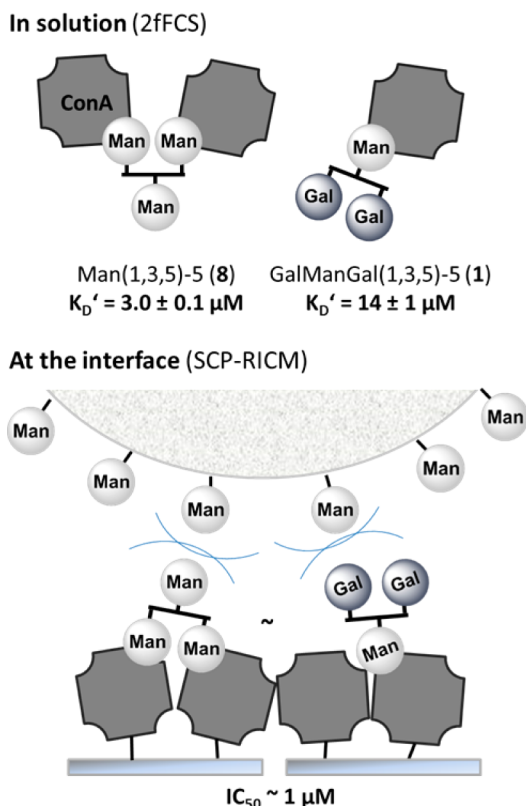 In solution (2fFCS)
ConA
Man Man
Man
Man
Gal
Gal
Man(1,3,5)-5 (8)
K_D‘ = 3.0 ± 0.1 µM
GalManGal(1,3,5)-5 (1)
K_D‘ = 14 ± 1 µM
At the interface (SCP-RICM)
Man
Man
Man
Man
Man
Man
Man
Man
Man
Gal
Gal
Man
~
IC₅₀ ~ 1 µM